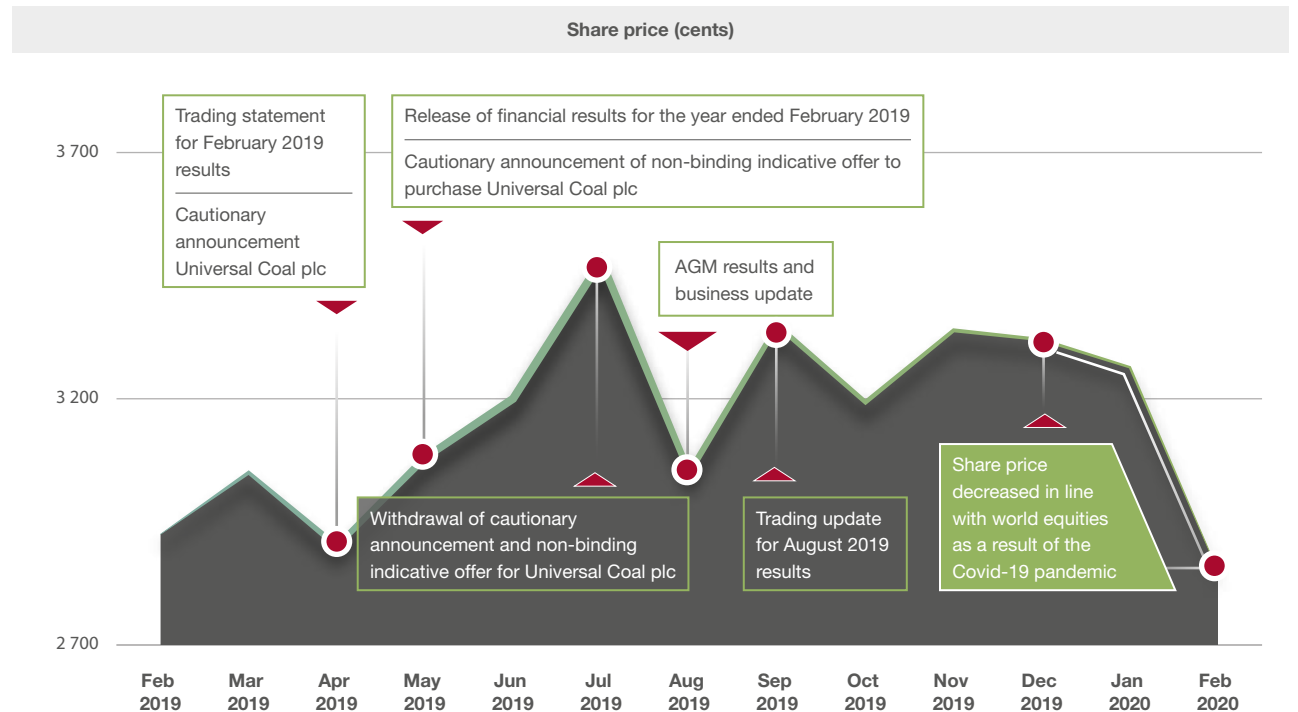 Share price (cents)
Trading statement
for February 2019
results
Cautionary
announcement
Universal Coal plc
Release of financial results for the year ended February 2019
Cautionary announcement of non-binding indicative offer to
purchase Universal Coal plc
AGM results and
business update
Withdrawal of cautionary
announcement and non-binding
indicative offer for Universal Coal plc
Trading update
for August 2019
results
Share price
decreased in line
with world equities
as a result of the
Covid-19 pandemic
3 700
3 200
2 700
Feb
2019
Mar
2019
Apr
2019
May
2019
Jun
2019
Jul
2019
Aug
2019
Sep
2019
Oct
2019
Nov
2019
Dec
2019
Jan
2020
Feb
2020